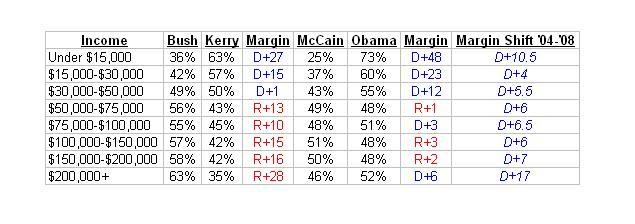 Income Bush Kerry Margin McCain Obama Margin Margin Shift '04-'08
Under $15,000 36% 63% D+27 25% 73% D+48 D+10.5
$15,000-$30,000 42% 57% D+15 37% 60% D+23 D+4
$30,000-$50,000 49% 50% D+1 43% 55% D+12 D+5.5
$50,000-$75,000 56% 43% R+13 49% 48% R+1 D+6
$75,000-$100,000 55% 45% R+10 48% 51% D+3 D+6.5
$100,000-$150,000 57% 42% R+15 51% 48% R+3 D+6
$150,000-$200,000 58% 42% R+16 50% 48% R+2 D+7
$200,000+ 63% 35% R+28 46% 52% D+6 D+17